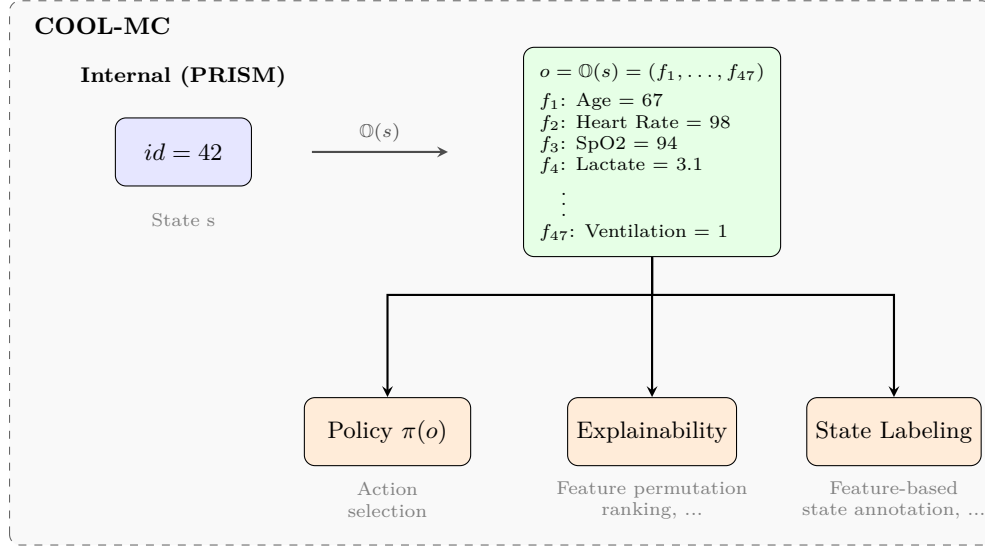 COOL-MC
Internal (PRISM)
id = 42
State s
𝕆(s)
o = 𝕆(s) = (f₁, . . . , f₄₇)
f₁: Age = 67
f₂: Heart Rate = 98
f₃: SpO2 = 94
f₄: Lactate = 3.1
⋮
f₄₇: Ventilation = 1
Policy π(o)
Action
selection
Explainability
Feature permutation
ranking, ...
State Labeling
Feature-based
state annotation, ...